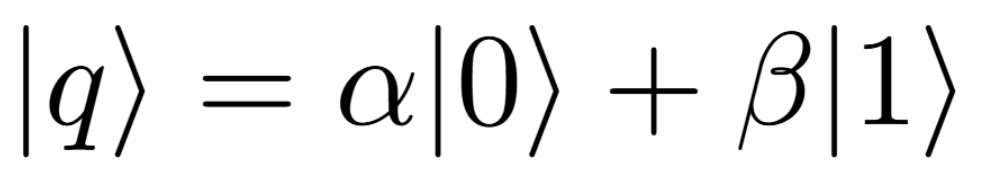 |q⟩ = α|0⟩ + β|1⟩